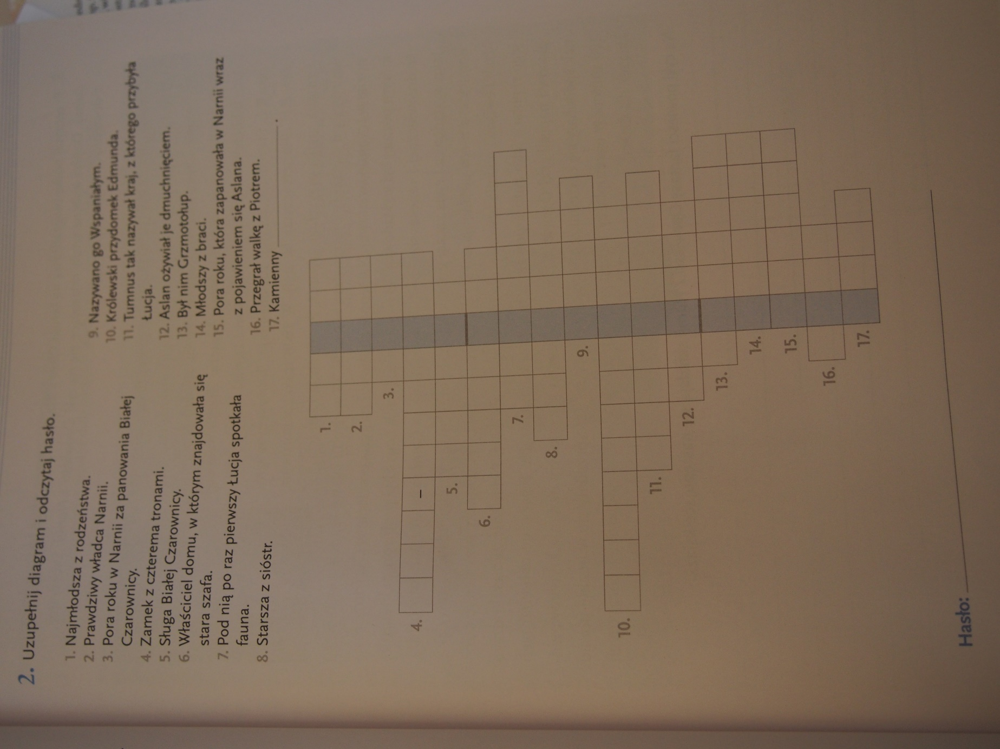 2. Uzupełnij diagram i odczytaj hasło.
1. Najmłodsza z rodzeństwa.
2. Prawdziwy władca Narnii.
3. Pora roku w Narnii za panowania Białej
Czarownicy.
4. Zamek z czterema tronami.
5. Sługa Białej Czarownicy.
6. Właściciel domu, w którym znajdowała się
stara szafa.
7. Pod nią po raz pierwszy Łucja spotkała
fauna.
8. Starsza z sióstr.
9. Nazywano go Wspaniałym.
10. Królewski przydomek Edmunda.
11. Tumnus tak nazywał kraj, z którego przybyła
Łucja.
12. Aslan ożywiał je dmuchnięciem.
13. Był nim Grzmotołup.
14. Młodszy z braci.
15. Pora roku, która zapanowała w Narnii wraz
z pojawieniem się Aslana.
16. Przegrał walkę z Piotrem.
17. Kamienny ____________.
1.
2.
3.
4.
–
5.
6.
7.
8.
9.
10.
11.
12.
13.
14.
15.
16.
17.
Hasło: